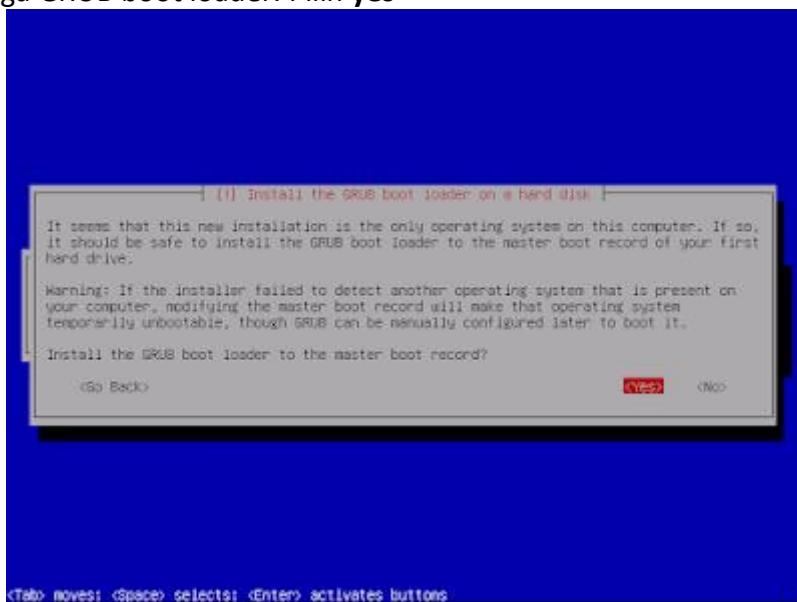 GRUB boot loader. Pilih yes
[!] Install the GRUB boot loader on a hard disk
It seems that this new installation is the only operating system on this computer. If so,
it should be safe to install the GRUB boot loader to the master boot record of your first
hard drive.
Warning: If the installer failed to detect another operating system that is present on
your computer, modifying the master boot record will make that operating system
temporarily unbootable, though GRUB can be manually configured later to boot it.
Install the GRUB boot loader to the master boot record?
<Go Back> <Yes> <No>
<Tab> moves; <Space> selects; <Enter> activates buttons